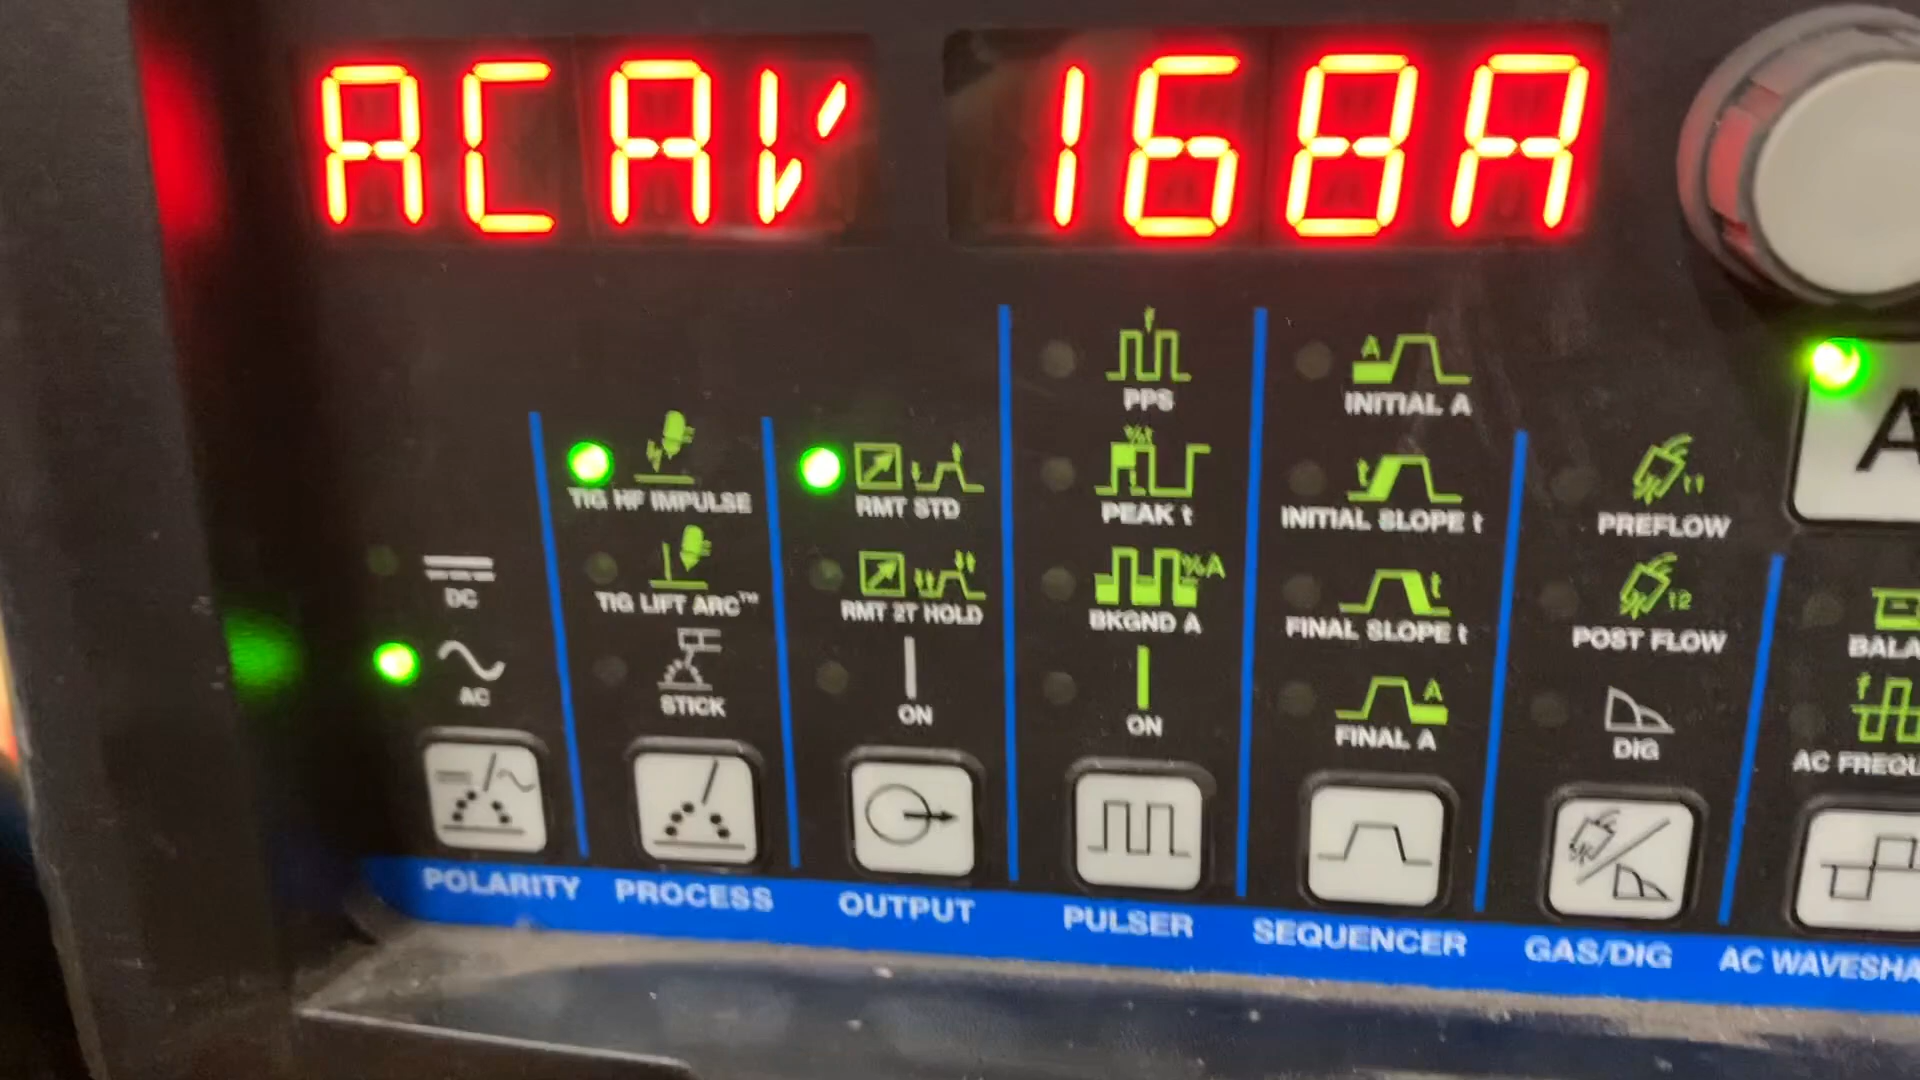 ACAV 168A
PPS
INITIAL A
A
TIG HF IMPULSE
RMT STD
PEAK t
INITIAL SLOPE t
PREFLOW
DC
TIG LIFT ARC™
RMT 2T HOLD
BKGND A
FINAL SLOPE t
POST FLOW
AC
STICK
ON
ON
FINAL A
DIG
POLARITY
PROCESS
OUTPUT
PULSER
SEQUENCER
GAS/DIG
AC WAVESHA